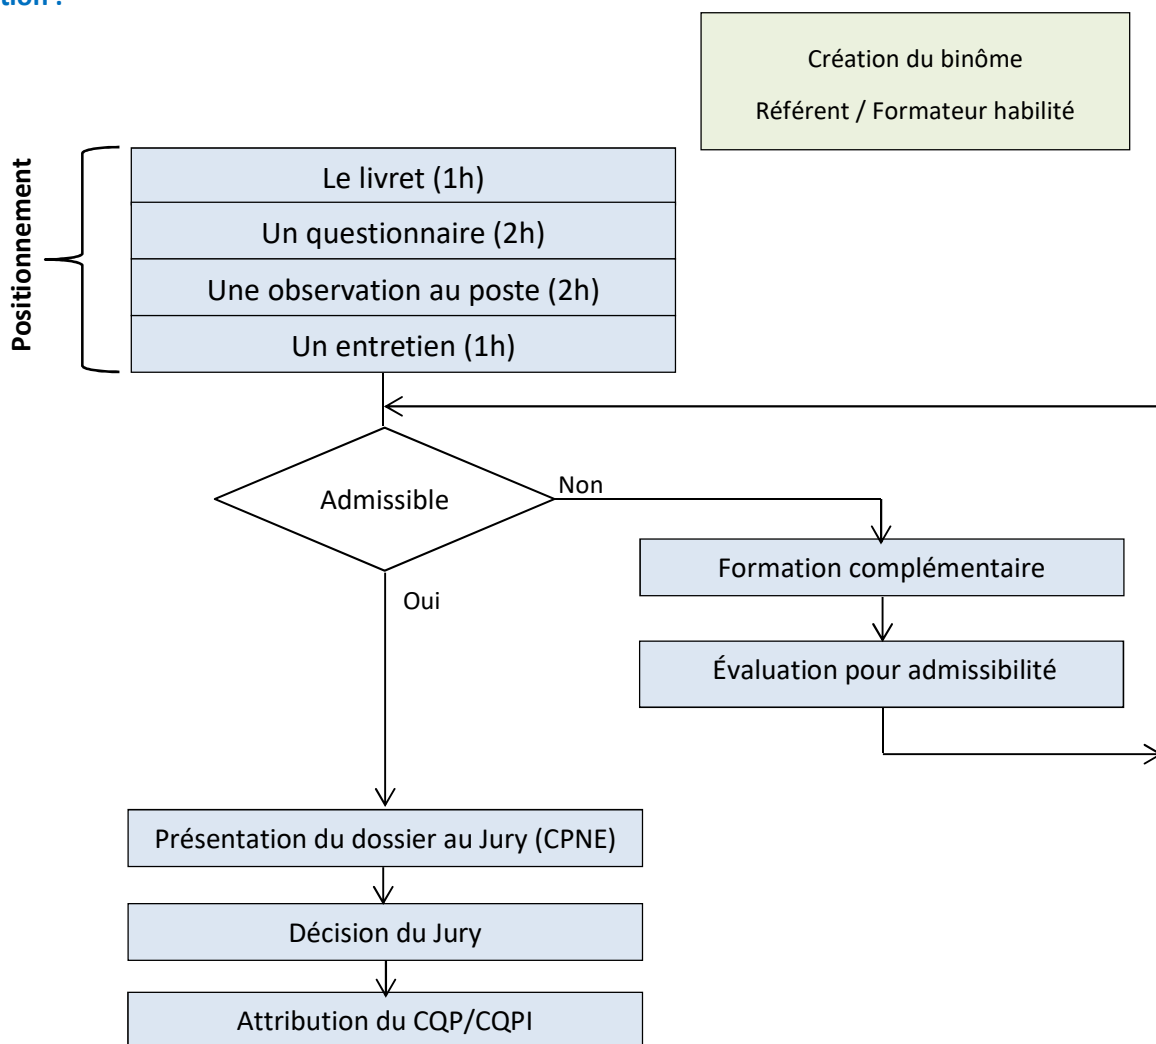 tion :
Création du binôme
Référent / Formateur habilité
Positionnement
Le livret (1h)
Un questionnaire (2h)
Une observation au poste (2h)
Un entretien (1h)
Admissible
Non
Oui
Formation complémentaire
Évaluation pour admissibilité
Présentation du dossier au Jury (CPNE)
Décision du Jury
Attribution du CQP/CQPI